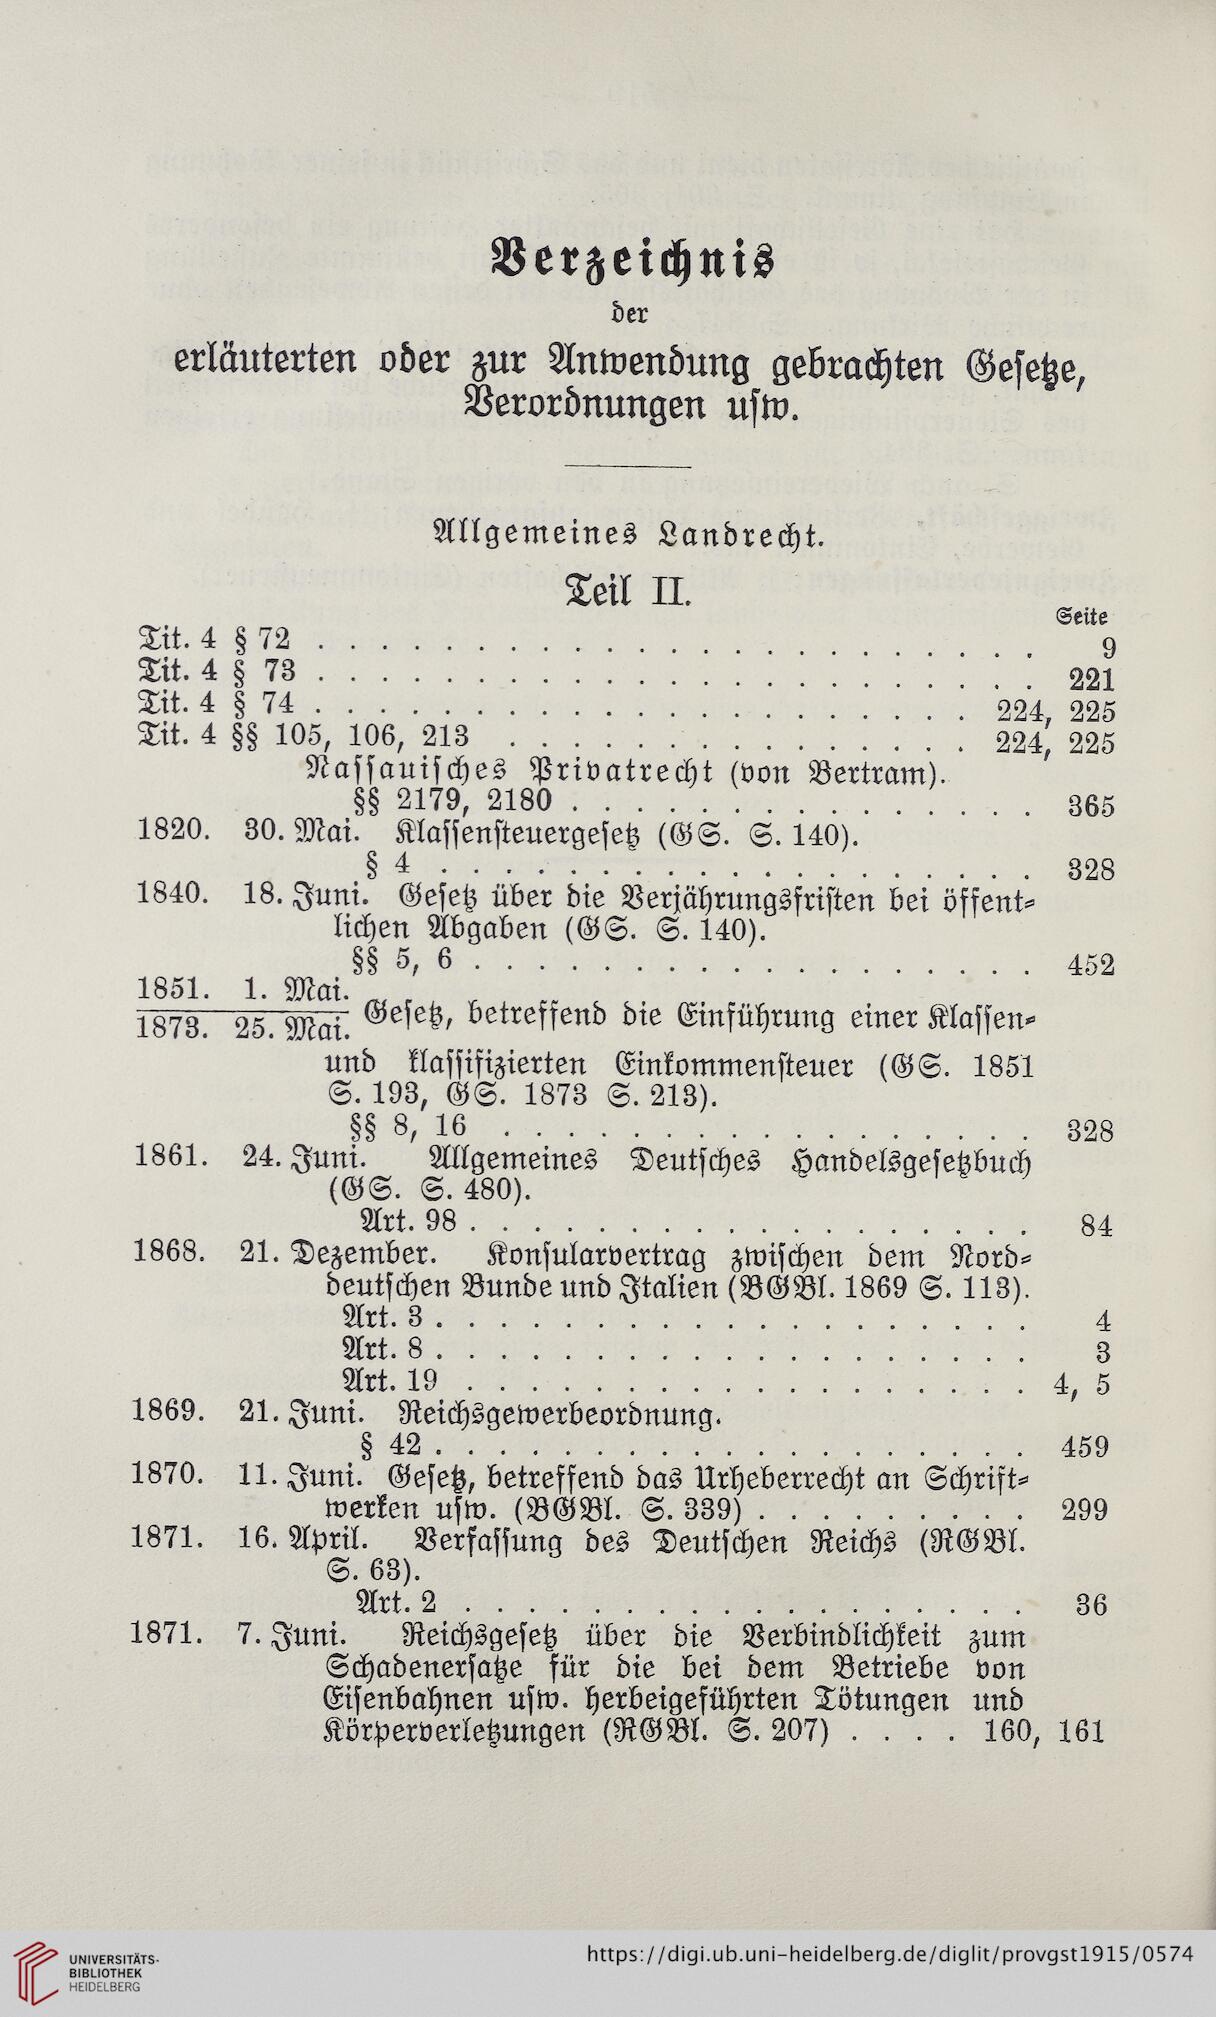 Verzeichnis
der
erläuterten oder zur Anwendung gebrachten Gesetze,
Verordnungen usw.
Allgemeines Landrecht.
Teil II.
Seite
Tit. 4 § 72 . . . . . . . . . . . . . . . . . . . . . . . 9
Tit. 4 § 73 . . . . . . . . . . . . . . . . . . . . . . . 221
Tit. 4 § 74 . . . . . . . . . . . . . . . . . . . . . 224, 225
Tit. 4 §§ 105, 106, 213 . . . . . . . . . . . . . . . 224, 225
Nassauisches Privatrecht (von Bertram).
§§ 2179, 2180 . . . . . . . . . . . . . . . 365
1820. 30. Mai. Klassensteuergesetz (GS. S. 140).
§ 4 . . . . . . . . . . . . . . . . . . . 328
1840. 18. Juni. Gesetz über die Verjährungsfristen bei öffent-
lichen Abgaben (GS. S. 140).
§§ 5, 6 . . . . . . . . . . . . . . . . . . 452
1851. 1. Mai.
1873. 25. Mai. Gesetz, betreffend die Einführung einer Klassen-
und klassifizierten Einkommensteuer (GS. 1851
S. 193, GS. 1873 S. 213).
§§ 8, 16 . . . . . . . . . . . . . . . . . 328
1861. 24. Juni. Allgemeines Deutsches Handelsgesetzbuch
(GS. S. 480).
Art. 98 . . . . . . . . . . . . . . . . . . 84
1868. 21. Dezember. Konsularvertrag zwischen dem Nord-
deutschen Bunde und Italien (BGBl. 1869 S. 113).
Art. 3 . . . . . . . . . . . . . . . . . . . 4
Art. 8 . . . . . . . . . . . . . . . . . . . 3
Art. 19 . . . . . . . . . . . . . . . . . . 4, 5
1869. 21. Juni. Reichsgewerbeordnung.
§ 42 . . . . . . . . . . . . . . . . . . . 459
1870. 11. Juni. Gesetz, betreffend das Urheberrecht an Schrift-
werken usw. (BGBl. S. 339) . . . . . . . . . 299
1871. 16. April. Verfassung des Deutschen Reichs (RGBl.
S. 63).
Art. 2 . . . . . . . . . . . . . . . . . . 36
1871. 7. Juni. Reichsgesetz über die Verbindlichkeit zum
Schadenersatze für die bei dem Betriebe von
Eisenbahnen usw. herbeigeführten Tötungen und
Körperverletzungen (RGBl. S. 207) . . . . 160, 161
UNIVERSITÄTS-
BIBLIOTHEK
HEIDELBERG
https://digi.ub.uni-heidelberg.de/diglit/provgst1915/0574